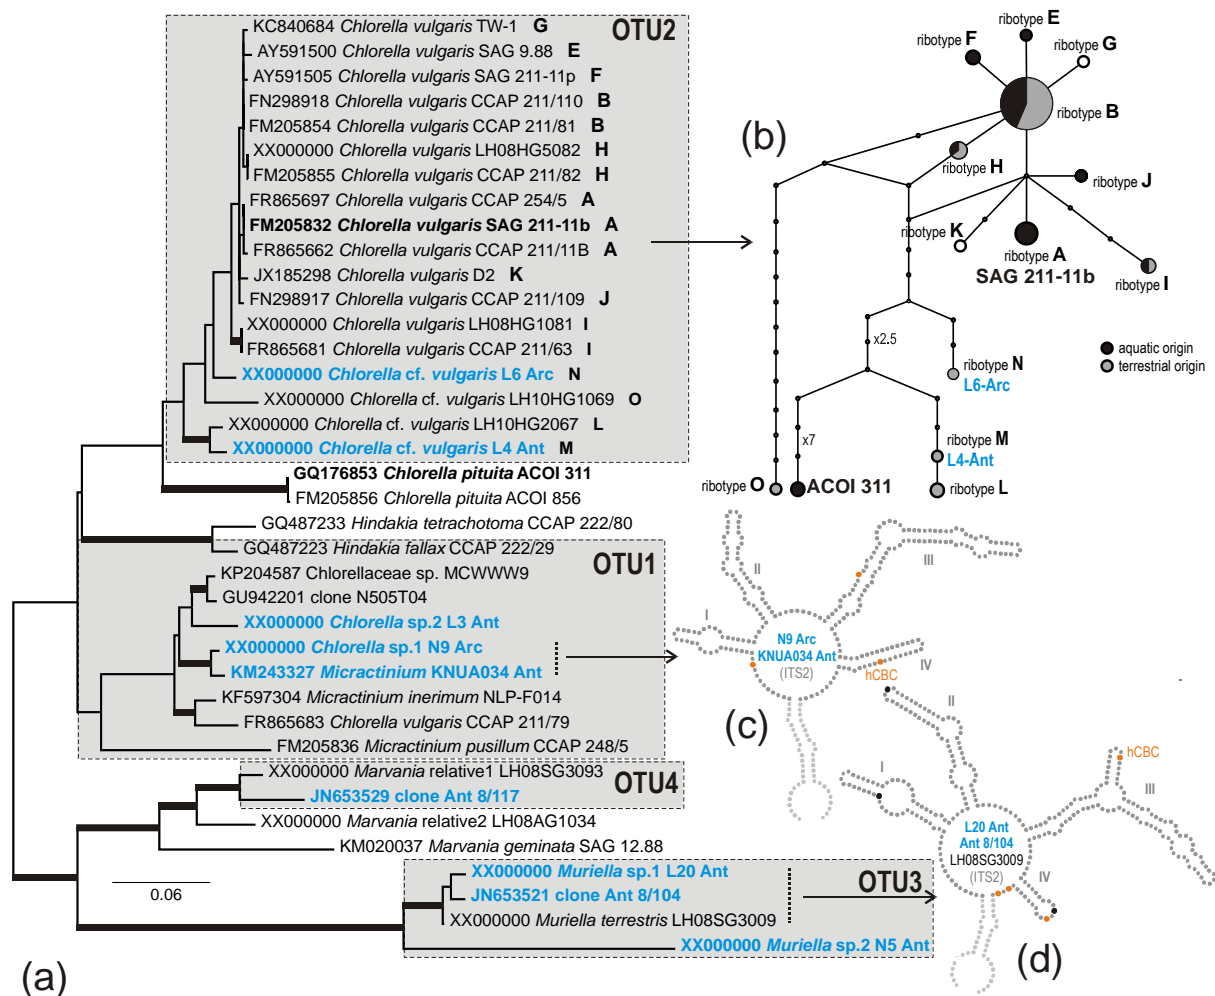 OTU2
KC840684 Chlorella vulgaris TW-1 G
AY591500 Chlorella vulgaris SAG 9.88 E
AY591505 Chlorella vulgaris SAG 211-11p F
FN298918 Chlorella vulgaris CCAP 211/110 B
FM205854 Chlorella vulgaris CCAP 211/81 B
XX000000 Chlorella vulgaris LH08HG5082 H
FM205855 Chlorella vulgaris CCAP 211/82 H
FR865697 Chlorella vulgaris CCAP 254/5 A
FM205832 Chlorella vulgaris SAG 211-11b A
FR865662 Chlorella vulgaris CCAP 211/11B A
JX185298 Chlorella vulgaris D2 K
FN298917 Chlorella vulgaris CCAP 211/109 J
XX000000 Chlorella vulgaris LH08HG1081 I
FR865681 Chlorella vulgaris CCAP 211/63 I
XX000000 Chlorella cf. vulgaris L6 Arc N
XX000000 Chlorella cf. vulgaris LH10HG1069 O
XX000000 Chlorella cf. vulgaris LH10HG2067 L
XX000000 Chlorella cf. vulgaris L4 Ant M
GQ176853 Chlorella pituita ACOI 311
FM205856 Chlorella pituita ACOI 856
GQ487233 Hindakia tetrachotoma CCAP 222/80
GQ487223 Hindakia fallax CCAP 222/29
OTU1
KP204587 Chlorellaceae sp. MCWWW9
GU942201 clone N505T04
XX000000 Chlorella sp.2 L3 Ant
XX000000 Chlorella sp.1 N9 Arc
KM243327 Micractinium KNUA034 Ant
KF597304 Micractinium inerimum NLP-F014
FR865683 Chlorella vulgaris CCAP 211/79
FM205836 Micractinium pusillum CCAP 248/5
XX000000 Marvania relative1 LH08SG3093
OTU4
JN653529 clone Ant 8/117
XX000000 Marvania relative2 LH08AG1034
KM020037 Marvania geminata SAG 12.88
XX000000 Muriella sp.1 L20 Ant
OTU3
JN653521 clone Ant 8/104
XX000000 Muriella terrestris LH08SG3009
XX000000 Muriella sp.2 N5 Ant
0.06
(a)
(b)
ribotype E
ribotype F
ribotype G
ribotype B
ribotype H
ribotype J
ribotype K
ribotype A
SAG 211-11b
ribotype I
x2.5
aquatic origin
terrestrial origin
ribotype N
L6-Arc
x7
ribotype M
L4-Ant
ribotype O
ACOI 311
ribotype L
(c)
I
II
III
IV
N9 Arc
KNUA034 Ant
(ITS2)
hCBC
(d)
I
II
III
IV
hCBC
L20 Ant
Ant 8/104
LH08SG3009
(ITS2)